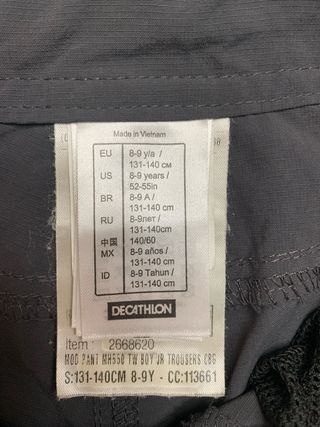 Made in Vietnam
EU 8-9 y/a / 131-140 см
US 8-9 years / 52-55in
BR 8-9 A / 131-140 cm
RU 8-9лет / 131-140cm
中国 140/60
MX 8-9 años / 131-140 cm
ID 8-9 Tahun / 131-140 cm
DECATHLON
Item : 2668620
MOD PANT MH550 TW BOY JR TROUSERS CBG
S:131-140CM 8-9Y - CC:113661